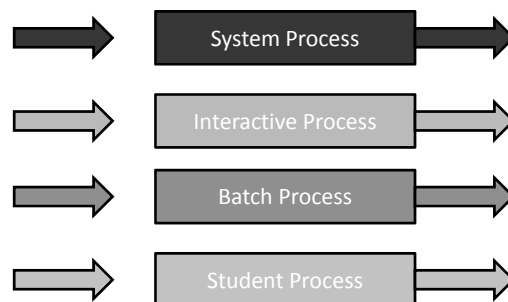 System Process
Interactive Process
Batch Process
Student Process